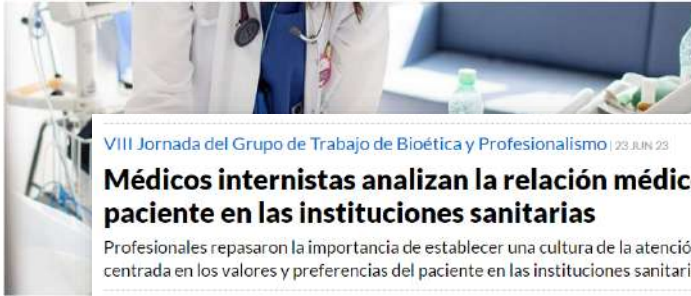 VIII Jornada del Grupo de Trabajo de Bioética y Profesionalismo | 23 JUN 23
Médicos internistas analizan la relación médic
paciente en las instituciones sanitarias
Profesionales repasaron la importancia de establecer una cultura de la atenció
centrada en los valores y preferencias del paciente en las instituciones sanitari